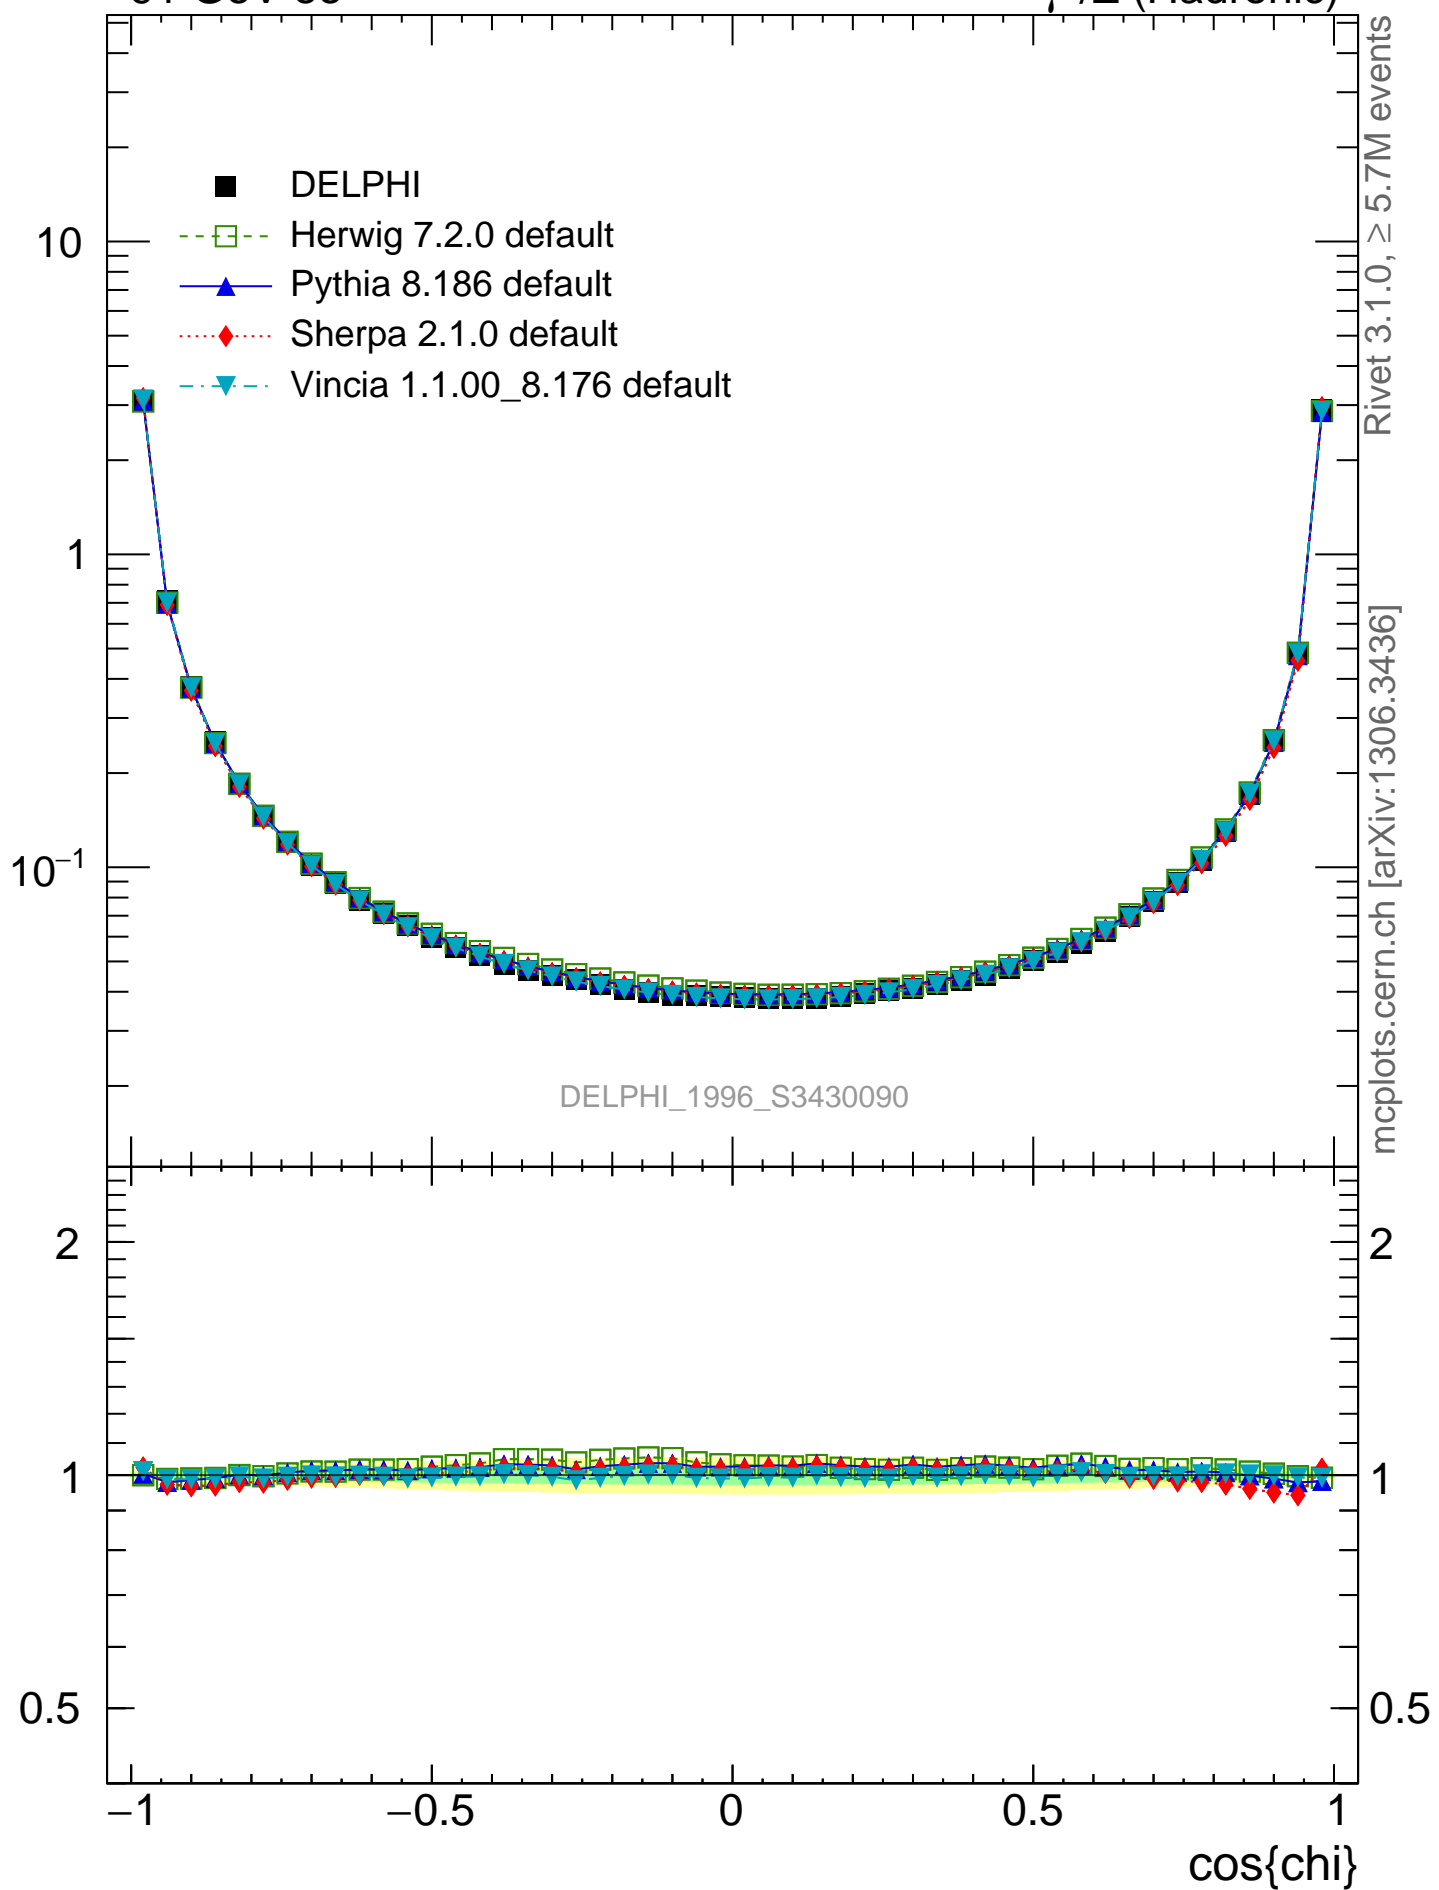 (Hadronic)
DELPHI
Herwig 7.2.0 default
Pythia 8.186 default
Sherpa 2.1.0 default
Vincia 1.1.00_8.176 default
10
1
10⁻¹
DELPHI_1996_S3430090
Rivet 3.1.0, ≥ 5.7M events
mcplots.cern.ch [arXiv:1306.3436]
2
1
0.5
2
1
0.5
−1
−0.5
0
0.5
1
cos{chi}